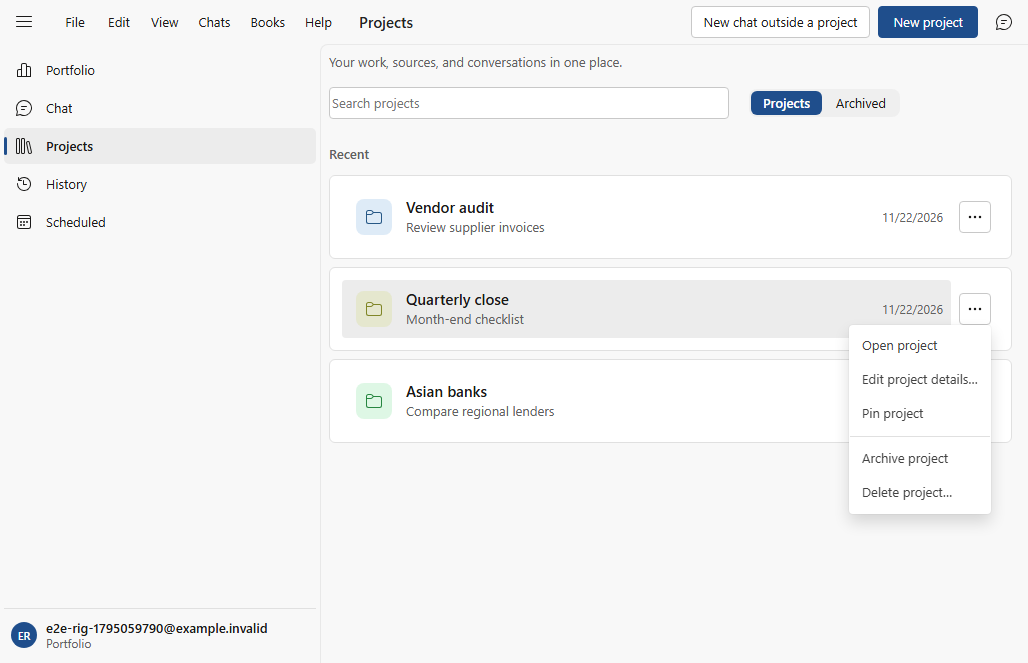 File Edit View Chats Books Help Projects New chat outside a project New project
Portfolio
Chat
Projects
History
Scheduled
Your work, sources, and conversations in one place.
Search projects
Projects Archived
Recent
Vendor audit
Review supplier invoices
11/22/2026
Quarterly close
Month-end checklist
11/22/2026
Open project
Edit project details...
Pin project
Archive project
Delete project...
Asian banks
Compare regional lenders
ER
e2e-rig-1795059790@example.invalid
Portfolio